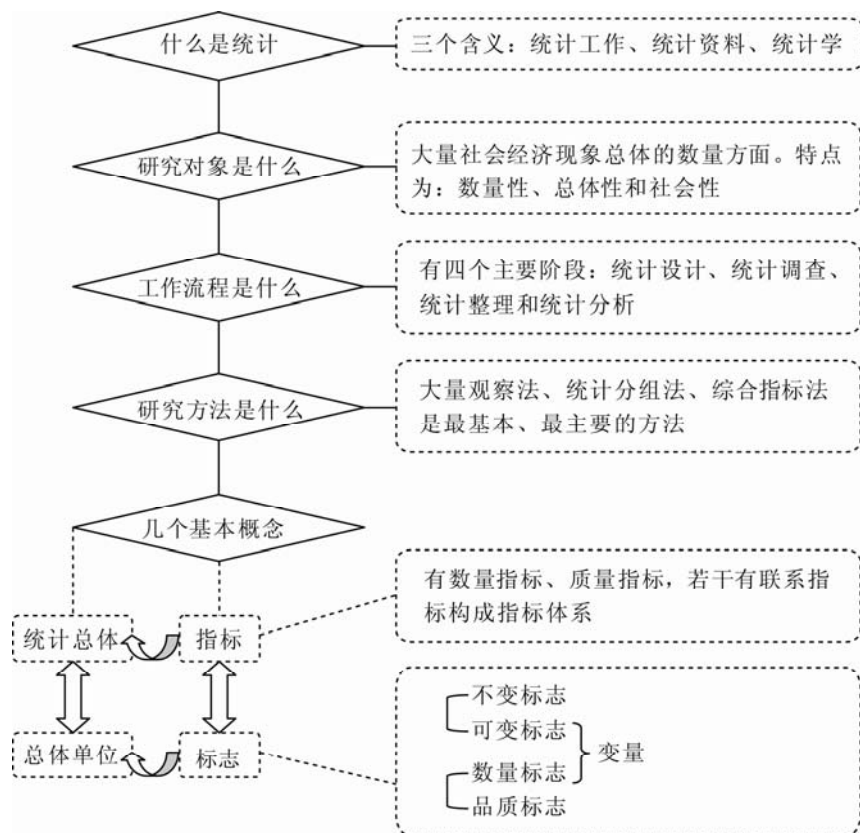 什么是统计
三个含义：统计工作、统计资料、统计学
研究对象是什么
大量社会经济现象总体的数量方面。特点
为：数量性、总体性和社会性
工作流程是什么
有四个主要阶段：统计设计、统计调查、
统计整理和统计分析
研究方法是什么
大量观察法、统计分组法、综合指标法
是最基本、最主要的方法
几个基本概念
有数量指标、质量指标，若干有联系指
标构成指标体系
统计总体
指标
总体单位
标志
不变标志
可变标志
变量
数量标志
品质标志